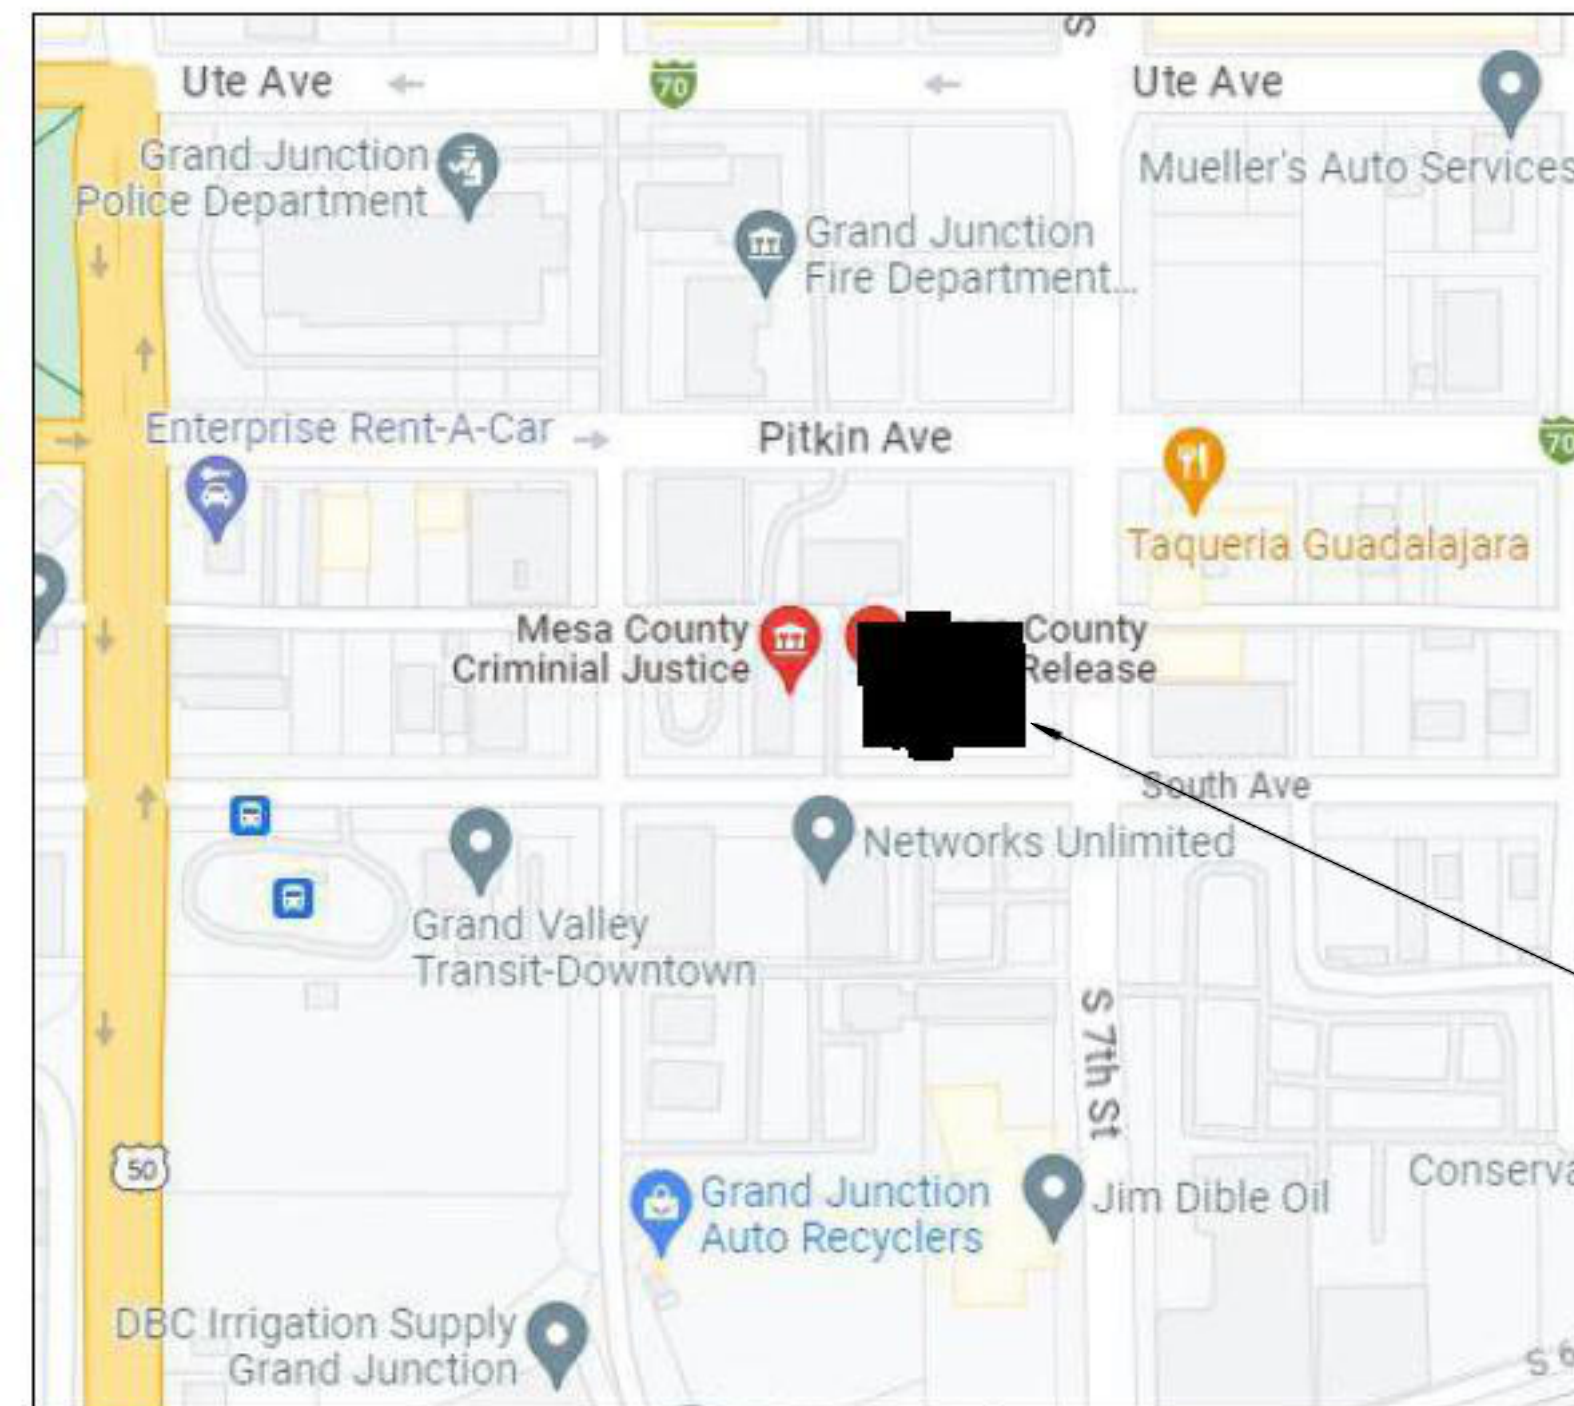 S
Ute Ave
70
Ute Ave
Mueller's Auto Services
Grand Junction
Police Department
Grand Junction
Fire Department...
Enterprise Rent-A-Car
Pitkin Ave
70
Taqueria Guadalajara
Mesa County
Criminial Justice
County
Release
South Ave
Networks Unlimited
Grand Valley
Transit-Downtown
S 7th St
50
Grand Junction
Auto Recyclers
Jim Dible Oil
Conserva
DBC Irrigation Supply
Grand Junction
S 6